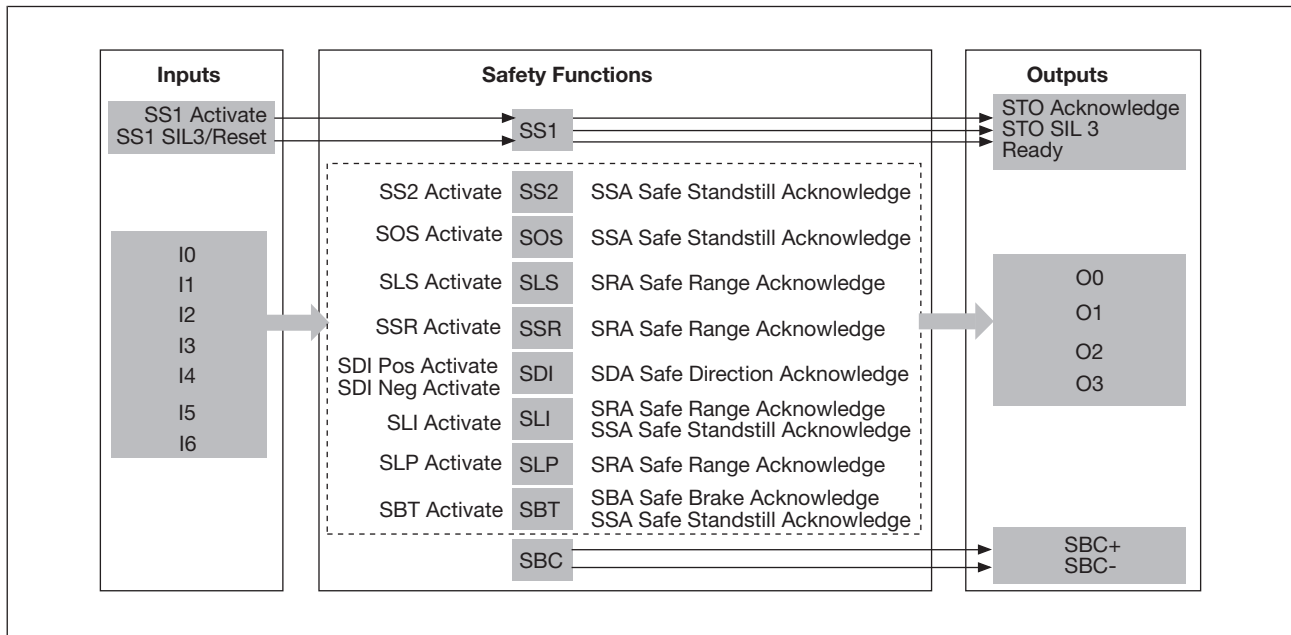 Inputs
Safety Functions
Outputs
SS1 Activate
SS1 SIL3/Reset
SS1
STO Acknowledge
STO SIL 3
Ready
SS2 Activate
SS2
SSA Safe Standstill Acknowledge
SOS Activate
SOS
SSA Safe Standstill Acknowledge
SLS Activate
SLS
SRA Safe Range Acknowledge
SSR Activate
SSR
SRA Safe Range Acknowledge
SDI Pos Activate
SDI Neg Activate
SDI
SDA Safe Direction Acknowledge
SLI Activate
SLI
SRA Safe Range Acknowledge
SSA Safe Standstill Acknowledge
SLP Activate
SLP
SRA Safe Range Acknowledge
SBT Activate
SBT
SBA Safe Brake Acknowledge
SSA Safe Standstill Acknowledge
SBC
I0
I1
I2
I3
I4
I5
I6
O0
O1
O2
O3
SBC+
SBC-